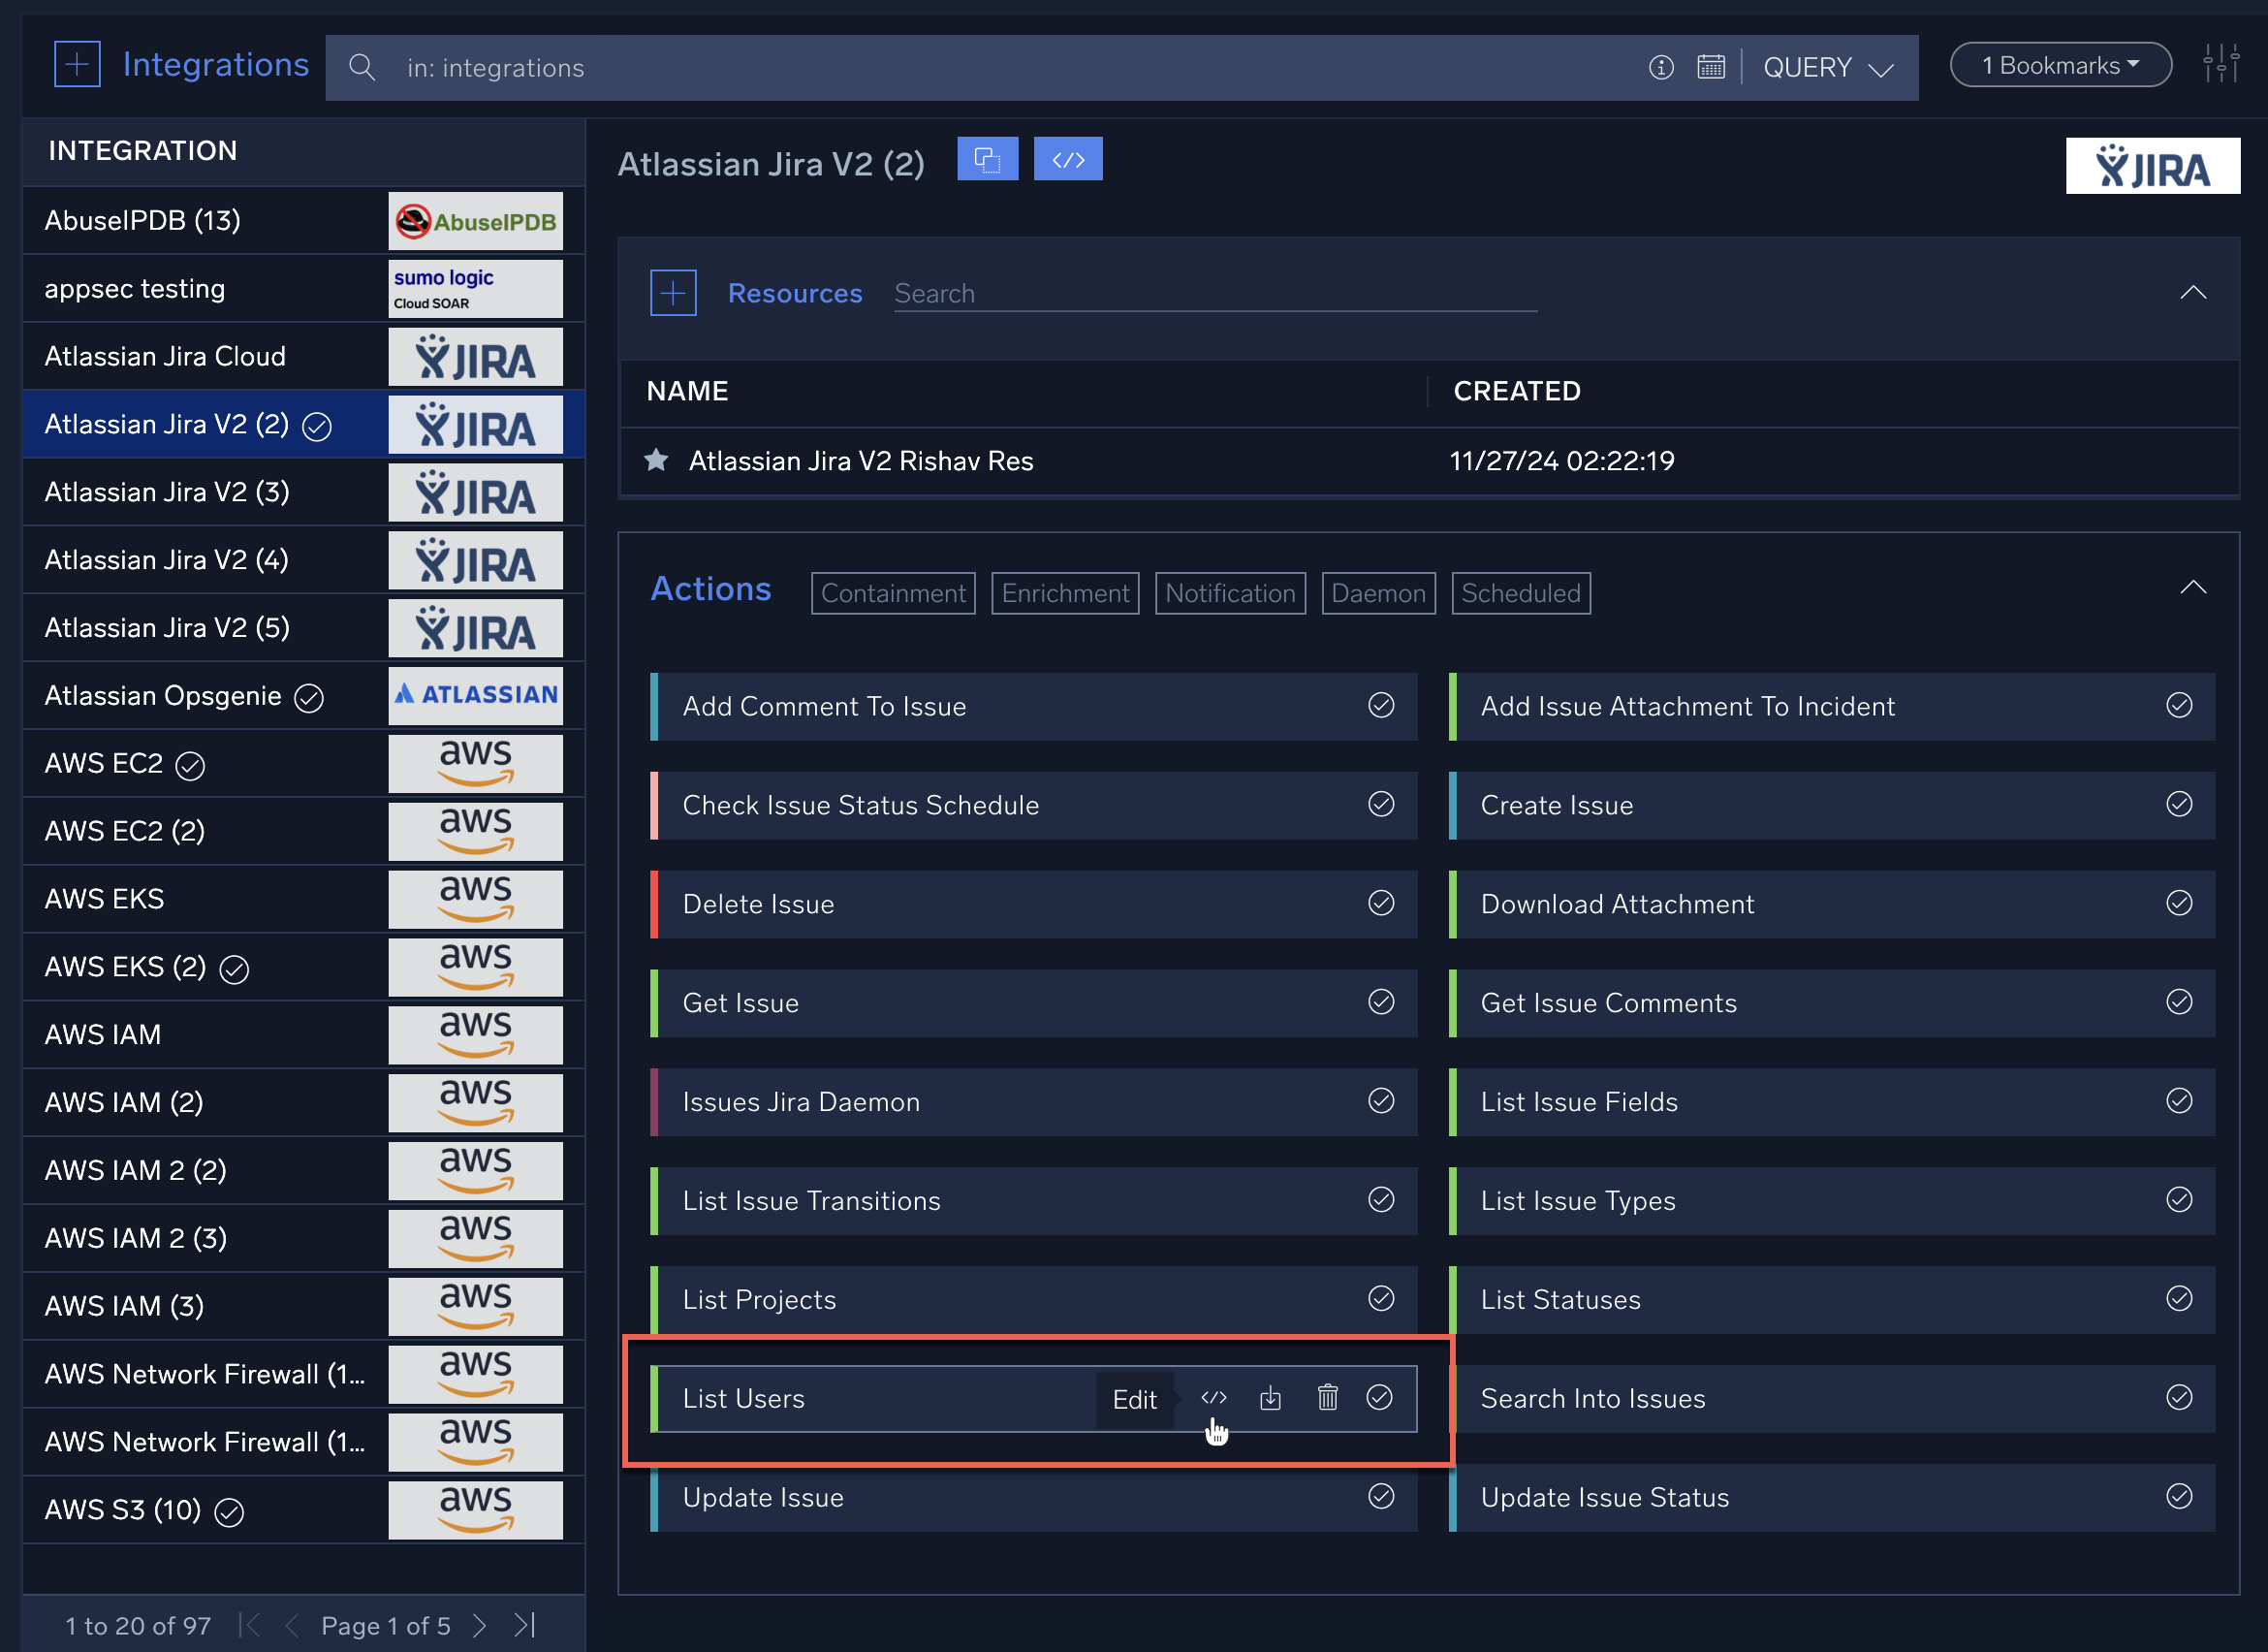 Integrations
in: integrations
QUERY
1 Bookmarks
INTEGRATION
AbuseIPDB (13)
AbuseIPDB
appsec testing
sumo logic
Cloud SOAR
Atlassian Jira Cloud
JIRA
Atlassian Jira V2 (2)
JIRA
Atlassian Jira V2 (3)
JIRA
Atlassian Jira V2 (4)
JIRA
Atlassian Jira V2 (5)
JIRA
Atlassian Opsgenie
ATLASSIAN
AWS EC2
aws
AWS EC2 (2)
aws
AWS EKS
aws
AWS EKS (2)
aws
AWS IAM
aws
AWS IAM (2)
aws
AWS IAM 2 (2)
aws
AWS IAM 2 (3)
aws
AWS IAM (3)
aws
AWS Network Firewall (1...
aws
AWS Network Firewall (1...
aws
AWS S3 (10)
aws
1 to 20 of 97
Page 1 of 5
Atlassian Jira V2 (2)
</>
JIRA
Resources
Search
NAME
CREATED
Atlassian Jira V2 Rishav Res
11/27/24 02:22:19
Actions
Containment
Enrichment
Notification
Daemon
Scheduled
Add Comment To Issue
Add Issue Attachment To Incident
Check Issue Status Schedule
Create Issue
Delete Issue
Download Attachment
Get Issue
Get Issue Comments
Issues Jira Daemon
List Issue Fields
List Issue Transitions
List Issue Types
List Projects
List Statuses
List Users
Edit
</>
Search Into Issues
Update Issue
Update Issue Status